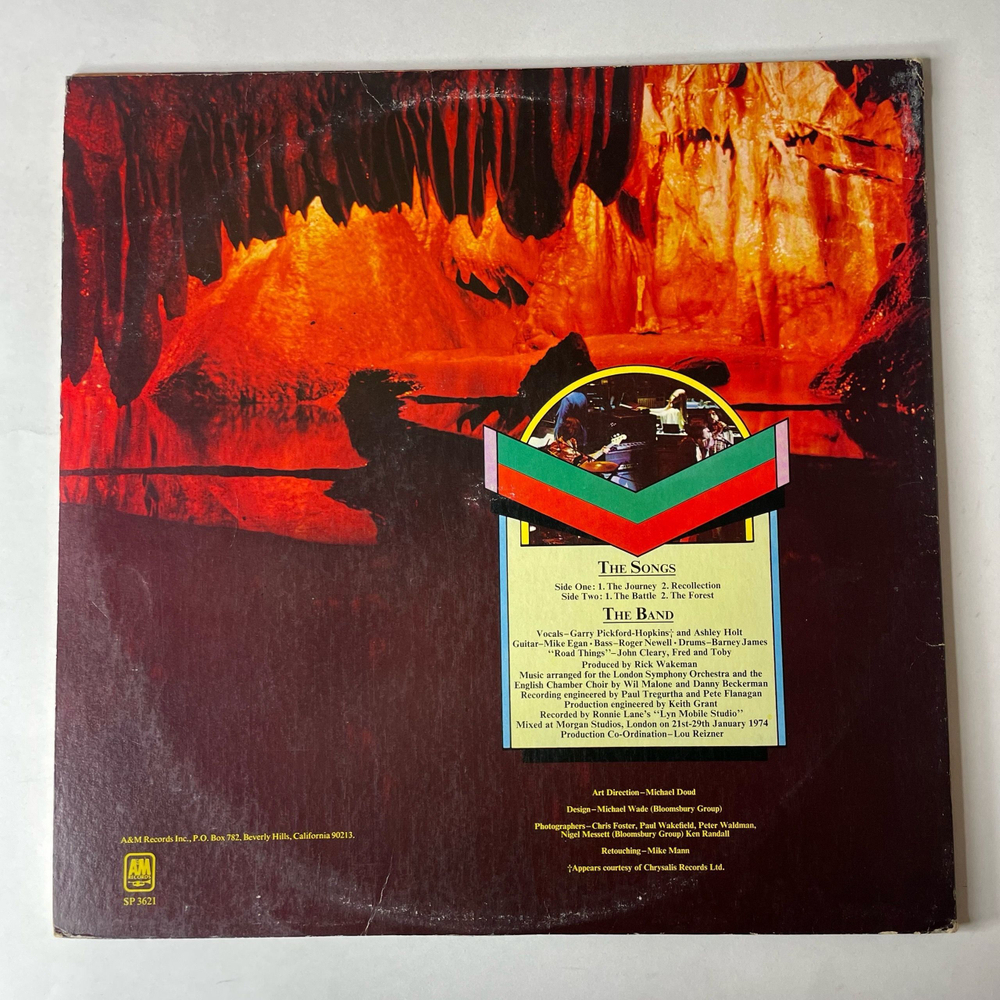 THE SONGS
Side One: 1. The Journey 2. Recollection
Side Two: 1. The Battle 2. The Forest
THE BAND
Vocals–Garry Pickford-Hopkins† and Ashley Holt
Guitar–Mike Egan · Bass–Roger Newell · Drums–Barney James
“Road Things”–John Cleary, Fred and Toby
Produced by Rick Wakeman
Music arranged for the London Symphony Orchestra and the
English Chamber Choir by Wil Malone and Danny Beckerman
Recording engineered by Paul Tregurtha and Pete Flanagan
Production engineered by Keith Grant
Recorded by Ronnie Lane's “Lyn Mobile Studio”
Mixed at Morgan Studios, London on 21st-29th January 1974
Production Co-Ordination–Lou Reizner
Art Direction–Michael Doud
Design–Michael Wade (Bloomsbury Group)
Photographers–Chris Foster, Paul Wakefield, Peter Waldman,
Nigel Messett (Bloomsbury Group) Ken Randall
Retouching–Mike Mann
†Appears courtesy of Chrysalis Records Ltd.
A&M Records Inc., P.O. Box 782, Beverly Hills, California 90213.
A&M
RECORDS
SP 3621